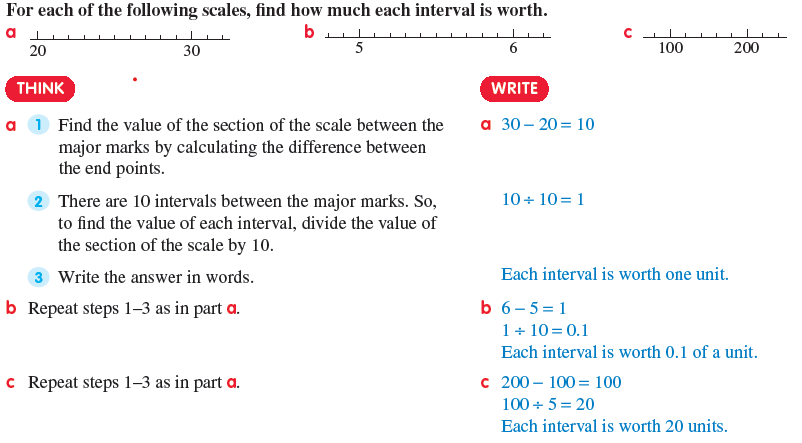 For each of the following scales, find how much each interval is worth.
a b c
20 30 5 6 100 200
THINK WRITE
a 1 Find the value of the section of the scale between the a 30 – 20 = 10
major marks by calculating the difference between
the end points.
2 There are 10 intervals between the major marks. So, 10 ÷ 10 = 1
to find the value of each interval, divide the value of
the section of the scale by 10.
3 Write the answer in words. Each interval is worth one unit.
b Repeat steps 1–3 as in part a. b 6 – 5 = 1
1 ÷ 10 = 0.1
Each interval is worth 0.1 of a unit.
c Repeat steps 1–3 as in part a. c 200 – 100 = 100
100 ÷ 5 = 20
Each interval is worth 20 units.